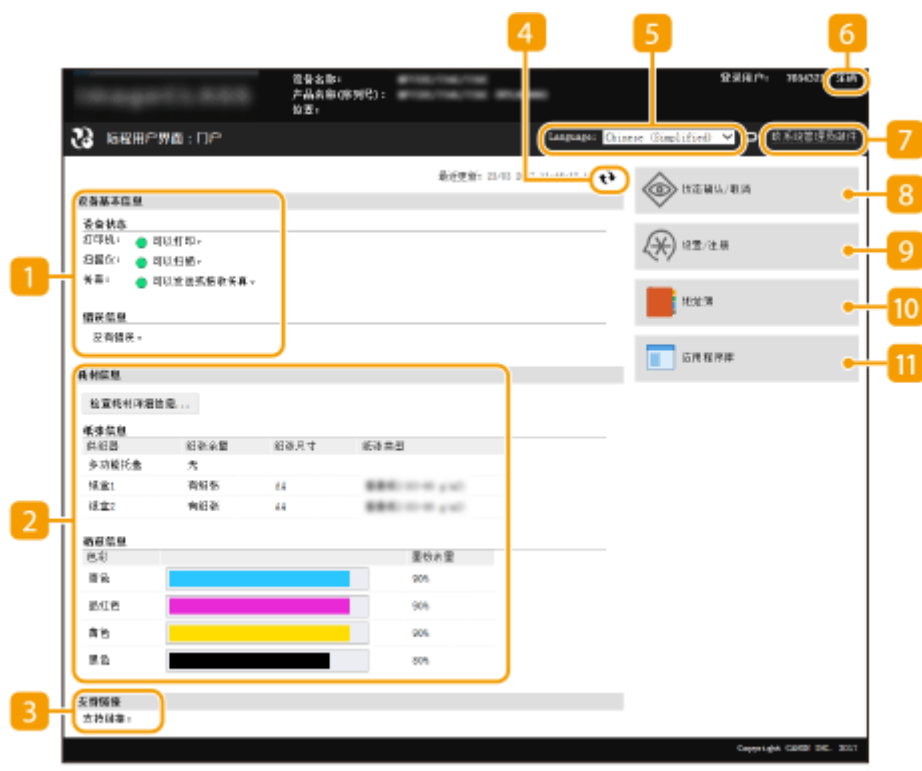 4
5
6
设备名称:
产品名称(序列号):
位置:
登录用户: 注销
远程用户界面:门户
Language: Chinese (Simplified)
致系统管理员邮件
7
最近更新:
设备基本信息
设备状态
打印机: 可以打印。
扫描仪: 可以扫描。
传真: 可以发送或接收传真。
错误信息
没有错误。
1
状态确认/取消
8
设置/注册
9
地址簿
10
应用程序库
11
耗材信息
检查耗材详细信息...
纸张信息
供纸器 纸张余量 纸张尺寸 纸张类型
多功能托盒 无
纸盒1 有纸张 A4
纸盒2 有纸张 A4
2
墨粉信息
色彩 墨粉余量
青色 90%
品红色 90%
黄色 90%
黑色 80%
3
支持链接:
Copyright CANON INC. 2017